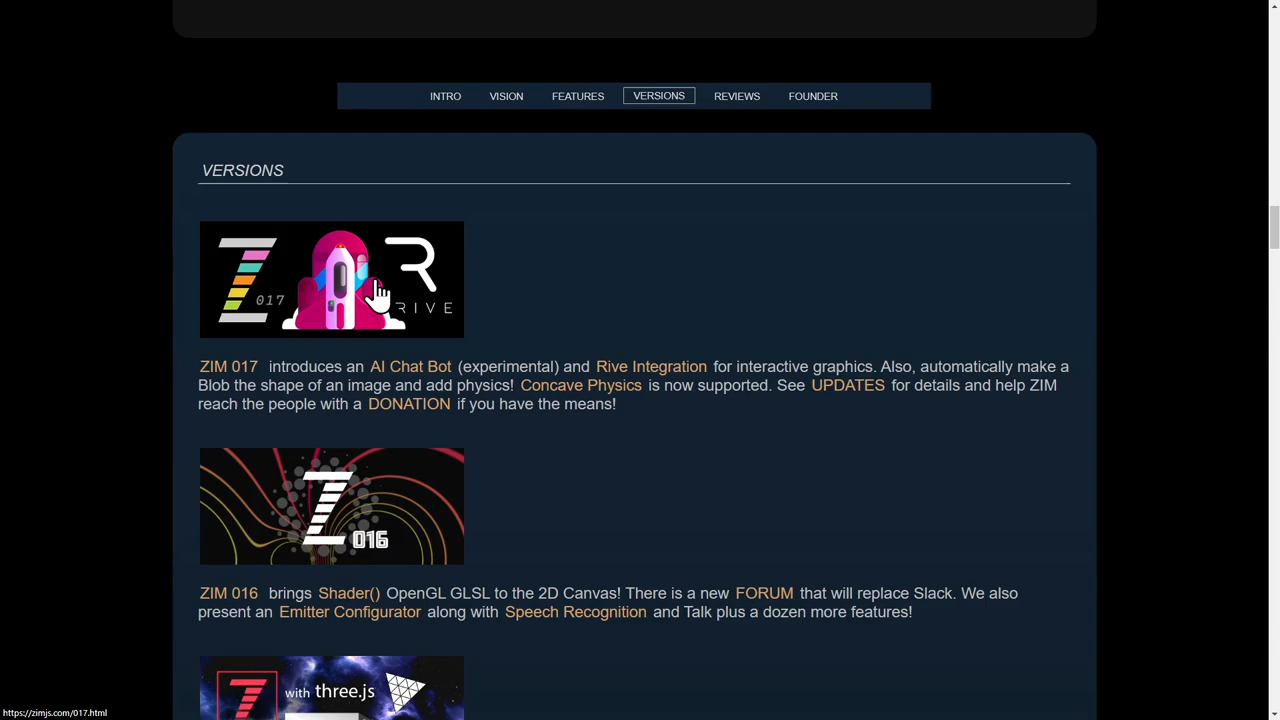 INTRO VISION FEATURES VERSIONS REVIEWS FOUNDER
VERSIONS
Z 017 R RIVE
ZIM 017 introduces an AI Chat Bot (experimental) and Rive Integration for interactive graphics. Also, automatically make a
Blob the shape of an image and add physics! Concave Physics is now supported. See UPDATES for details and help ZIM
reach the people with a DONATION if you have the means!
Z 016
ZIM 016 brings Shader() OpenGL GLSL to the 2D Canvas! There is a new FORUM that will replace Slack. We also
present an Emitter Configurator along with Speech Recognition and Talk plus a dozen more features!
Z with three.js
https://zimjs.com/017.html